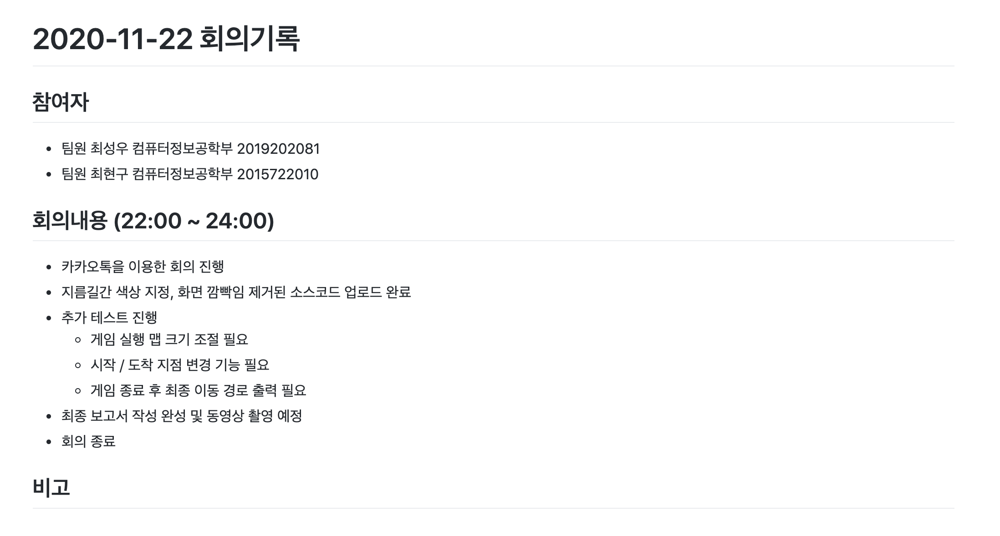 2020-11-22 회의기록
참여자
팀원 최성우 컴퓨터정보공학부 2019202081
팀원 최현구 컴퓨터정보공학부 2015722010
회의내용 (22:00 ~ 24:00)
카카오톡을 이용한 회의 진행
지름길간 색상 지정, 화면 깜빡임 제거된 소스코드 업로드 완료
추가 테스트 진행
게임 실행 맵 크기 조절 필요
시작 / 도착 지점 변경 기능 필요
게임 종료 후 최종 이동 경로 출력 필요
최종 보고서 작성 완성 및 동영상 촬영 예정
회의 종료
비고